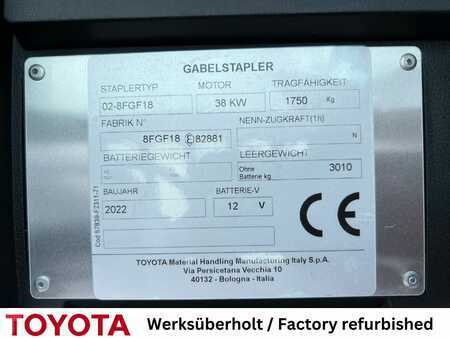 GABELSTAPLER
STAPLERTYP MOTOR TRAGFÄHIGKEIT
02-8FGF18 38 KW 1750 Kg
FABRIK N° NENN-ZUGKRAFT(1h)
8FGF18 Ⓔ82881 N
BATTERIEGEWICHT LEERGEWICHT
Ohne
Batterie kg 3010
BAUJAHR BATTERIE-V
2022 12 V
CE
TOYOTA Material Handling Manufacturing Italy S.p.A.
Via Persicetana Vecchia 10
40132 - Bologna - Italia
TOYOTA Werksüberholt / Factory refurbished